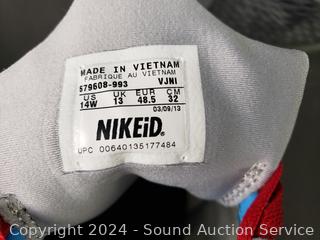 MADE IN VIETNAM
FABRIQUE AU VIETNAM
579608-993 VJNI
US UK EUR CM
14W 13 48.5 32
03/09/13
NIKEiD.
UPC 00640135177484
Copyright 2024 - Sound Auction Service